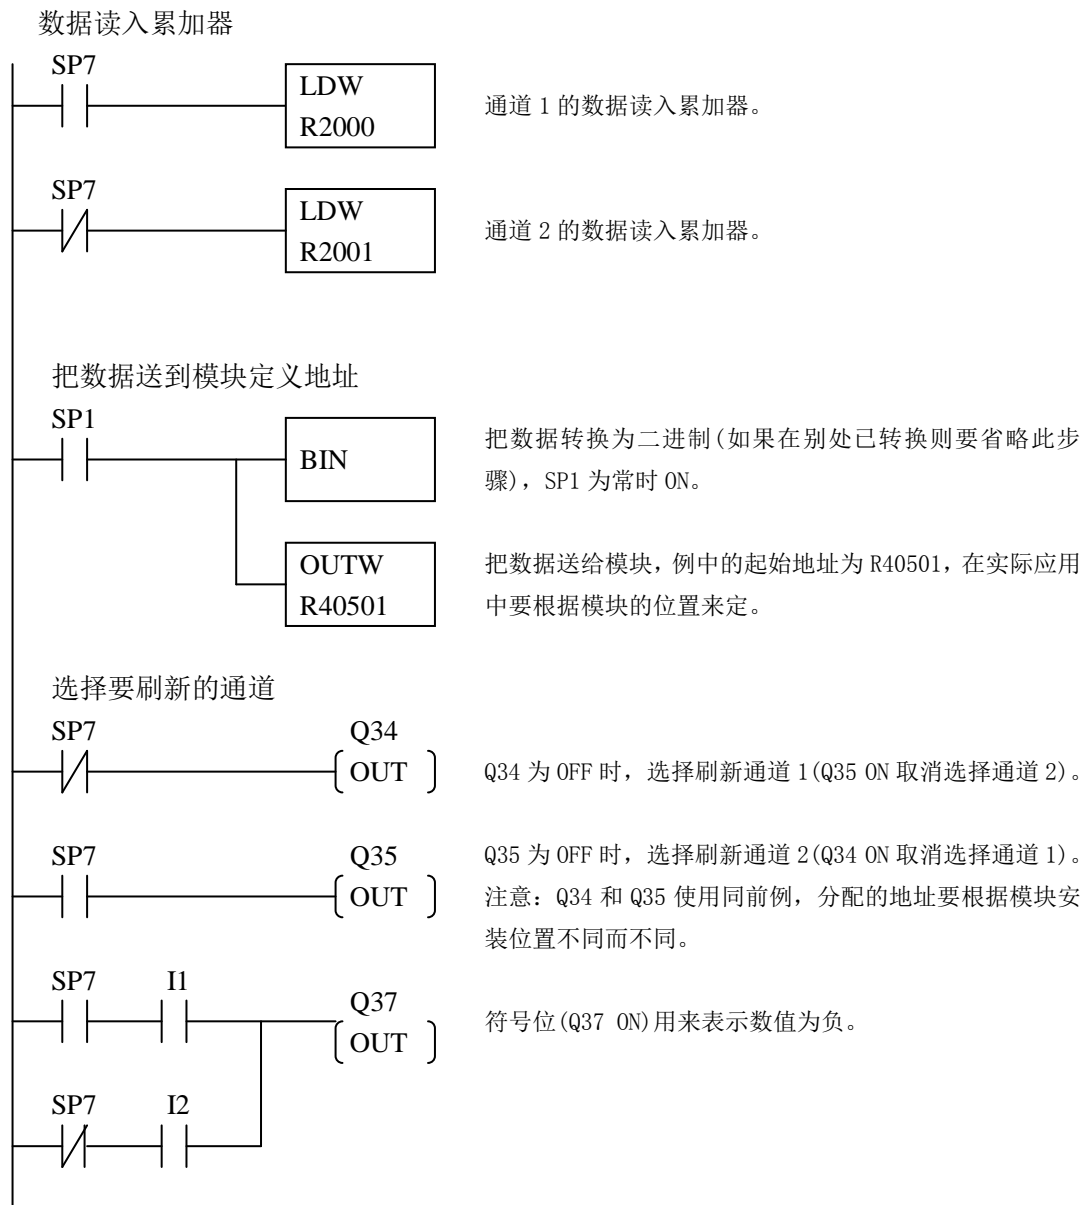 数据读入累加器
SP7
LDW
R2000
通道 1 的数据读入累加器。
SP7
LDW
R2001
通道 2 的数据读入累加器。
把数据送到模块定义地址
SP1
BIN
把数据转换为二进制(如果在别处已转换则要省略此步
骤)，SP1 为常时 ON。
OUTW
R40501
把数据送给模块，例中的起始地址为 R40501，在实际应用
中要根据模块的位置来定。
选择要刷新的通道
SP7
Q34
OUT
Q34 为 OFF 时，选择刷新通道 1(Q35 ON 取消选择通道 2)。
SP7
Q35
OUT
Q35 为 OFF 时，选择刷新通道 2(Q34 ON 取消选择通道 1)。
注意：Q34 和 Q35 使用同前例，分配的地址要根据模块安
装位置不同而不同。
SP7 I1
Q37
OUT
符号位(Q37 ON)用来表示数值为负。
SP7 I2